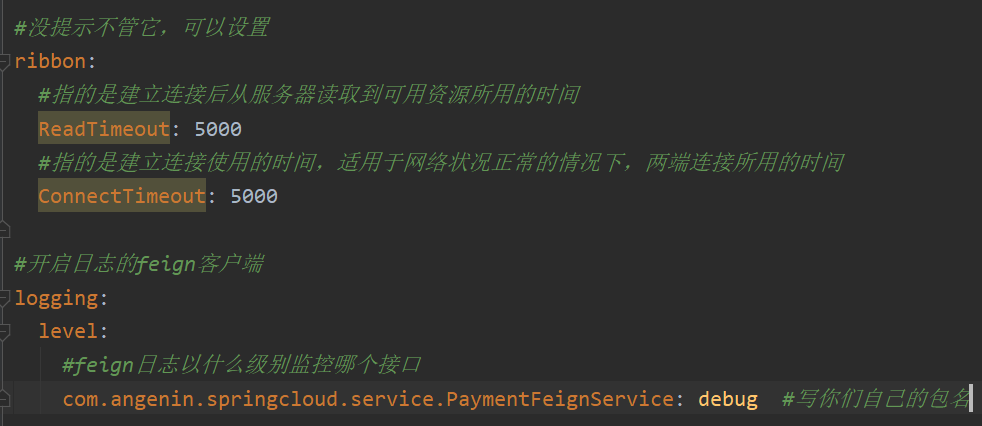 #没提示不管它，可以设置
ribbon:
#指的是建立连接后从服务器读取到可用资源所用的时间
ReadTimeout: 5000
#指的是建立连接使用的时间，适用于网络状况正常的情况下，两端连接所用的时间
ConnectTimeout: 5000
#开启日志的feign客户端
logging:
level:
#feign日志以什么级别监控哪个接口
com.angenin.springcloud.service.PaymentFeignService: debug #写你们自己的包名